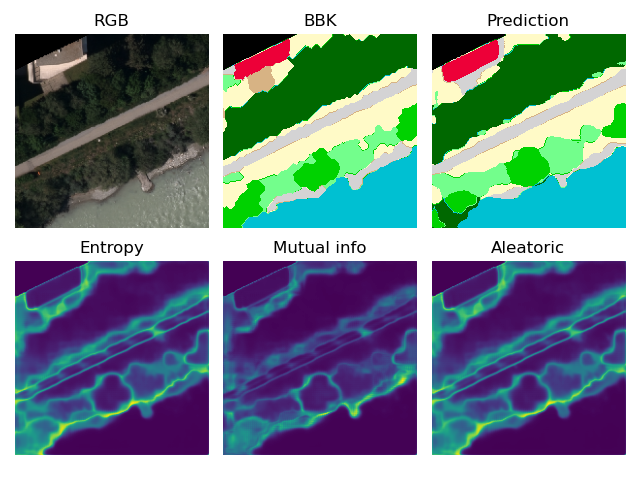 RGB
BBK
Prediction
Entropy
Mutual info
Aleatoric